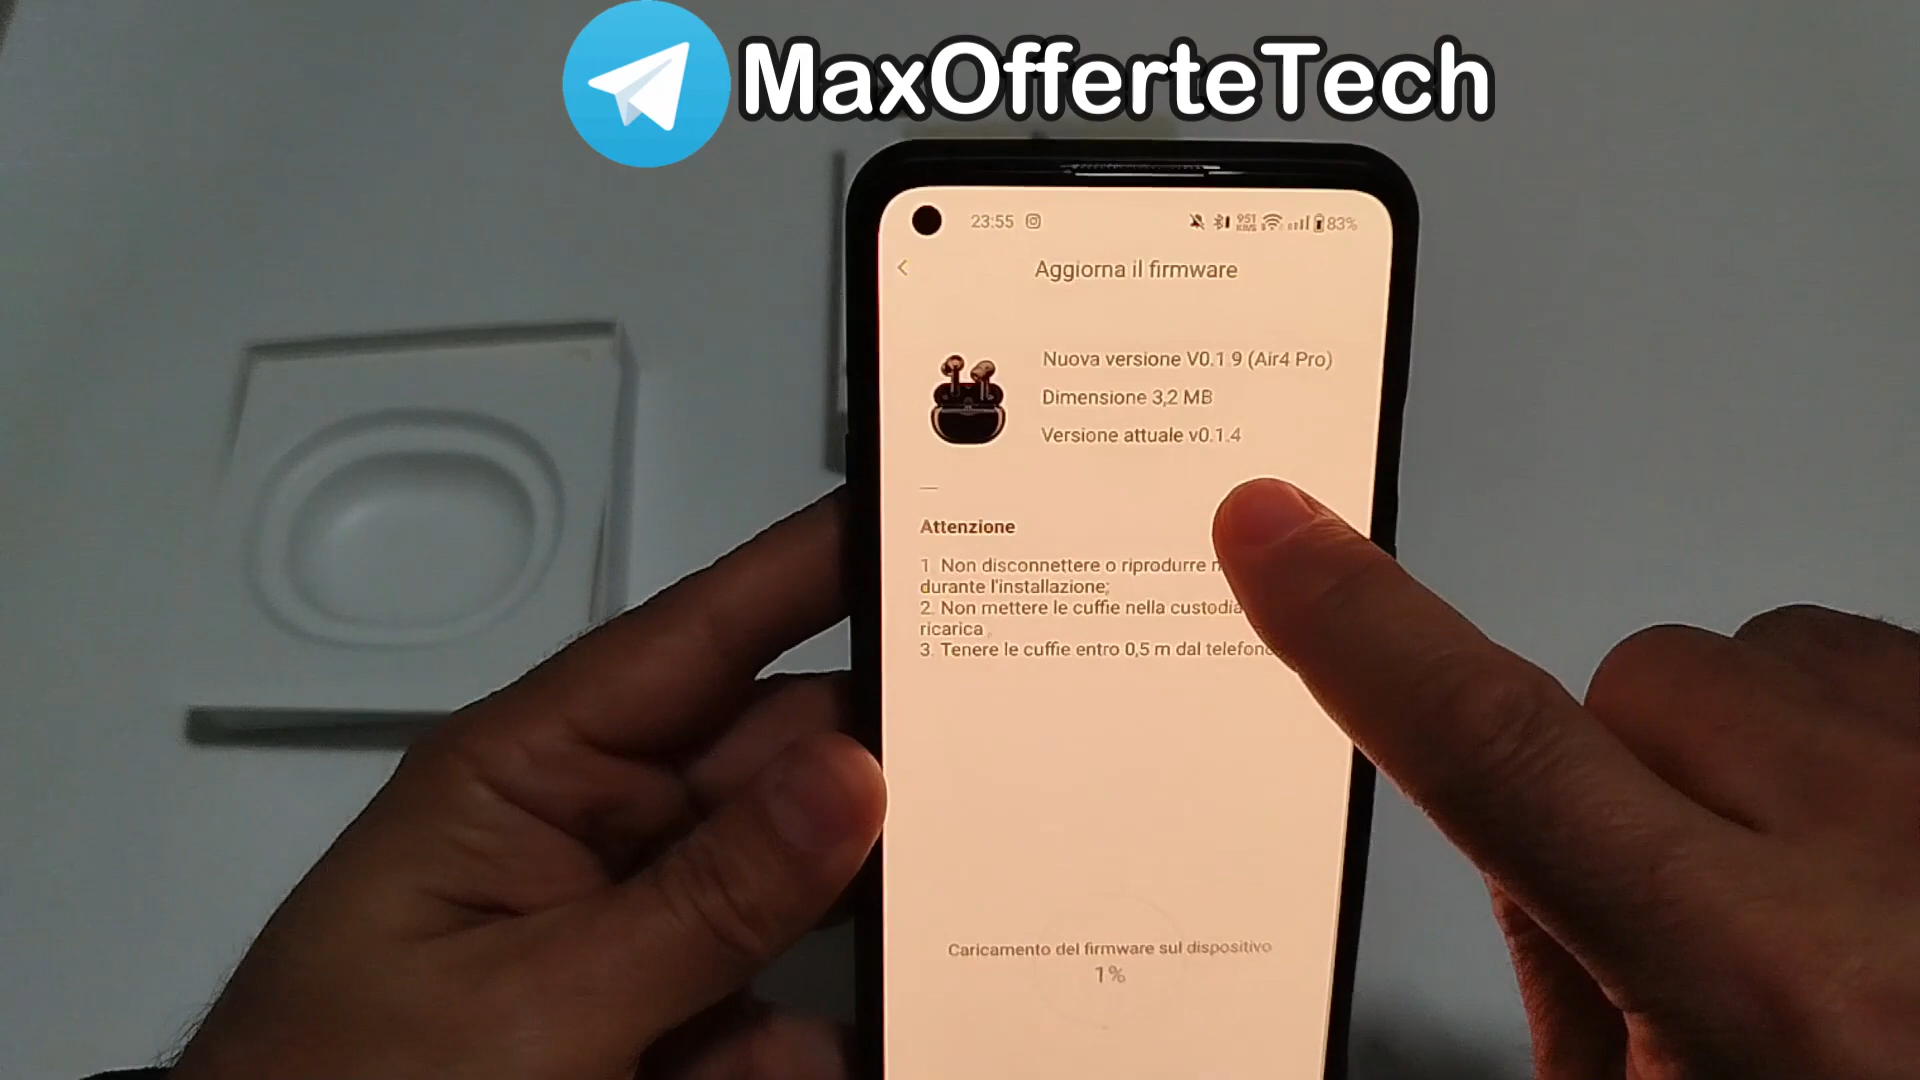 MaxOfferteTech
23:55
951
KB/S
83%
Aggiorna il firmware
Nuova versione V0.1.9 (Air4 Pro)
Dimensione 3,2 MB
Versione attuale v0.1.4
Attenzione
1. Non disconnettere o riprodurre
durante l'installazione;
2. Non mettere le cuffie nella custodia
ricarica
3. Tenere le cuffie entro 0,5 m dal telefono
Caricamento del firmware sul dispositivo
1%